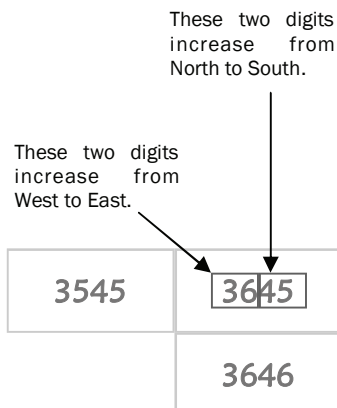 These two digits
increase from
North to South.
These two digits
increase from
West to East.
3545
3645
3646